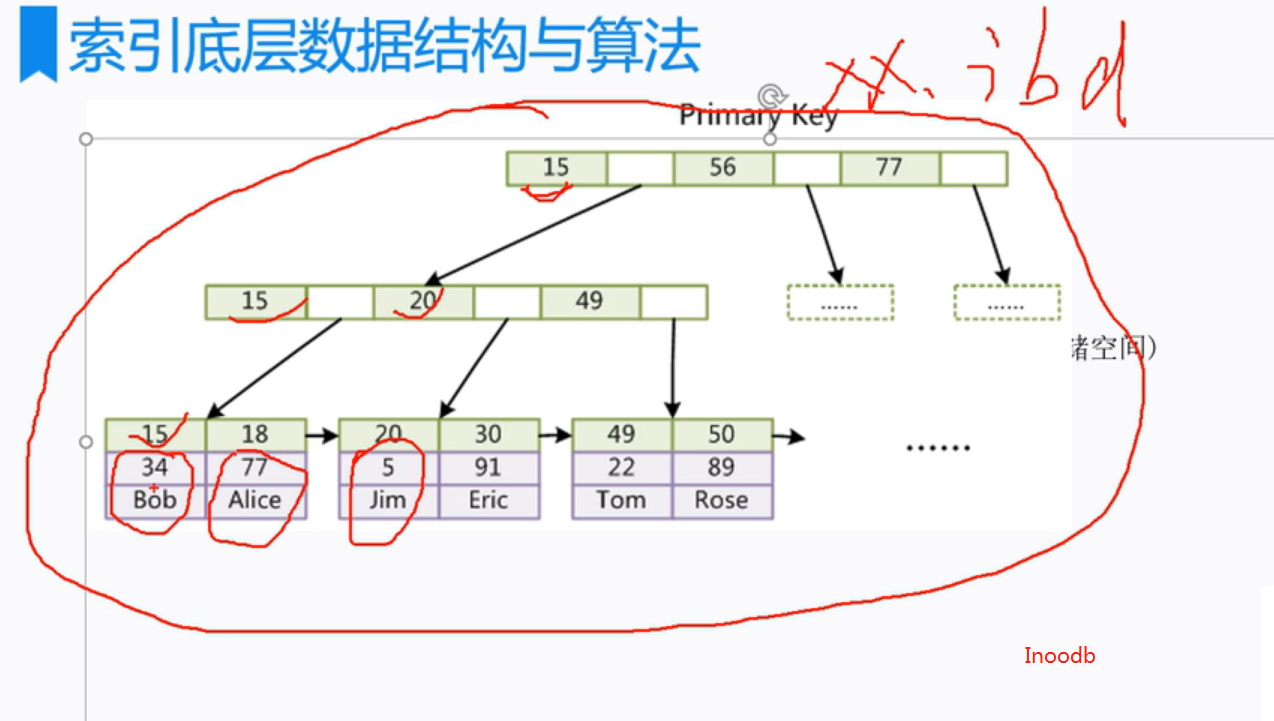 索引底层数据结构与算法
xx.ibd
Primary Key
15 56 77
15 20 49 …… ……
储空间）
15 18 20 30 49 50 ……
34 77 5 91 22 89
Bob Alice Jim Eric Tom Rose
Inoodb